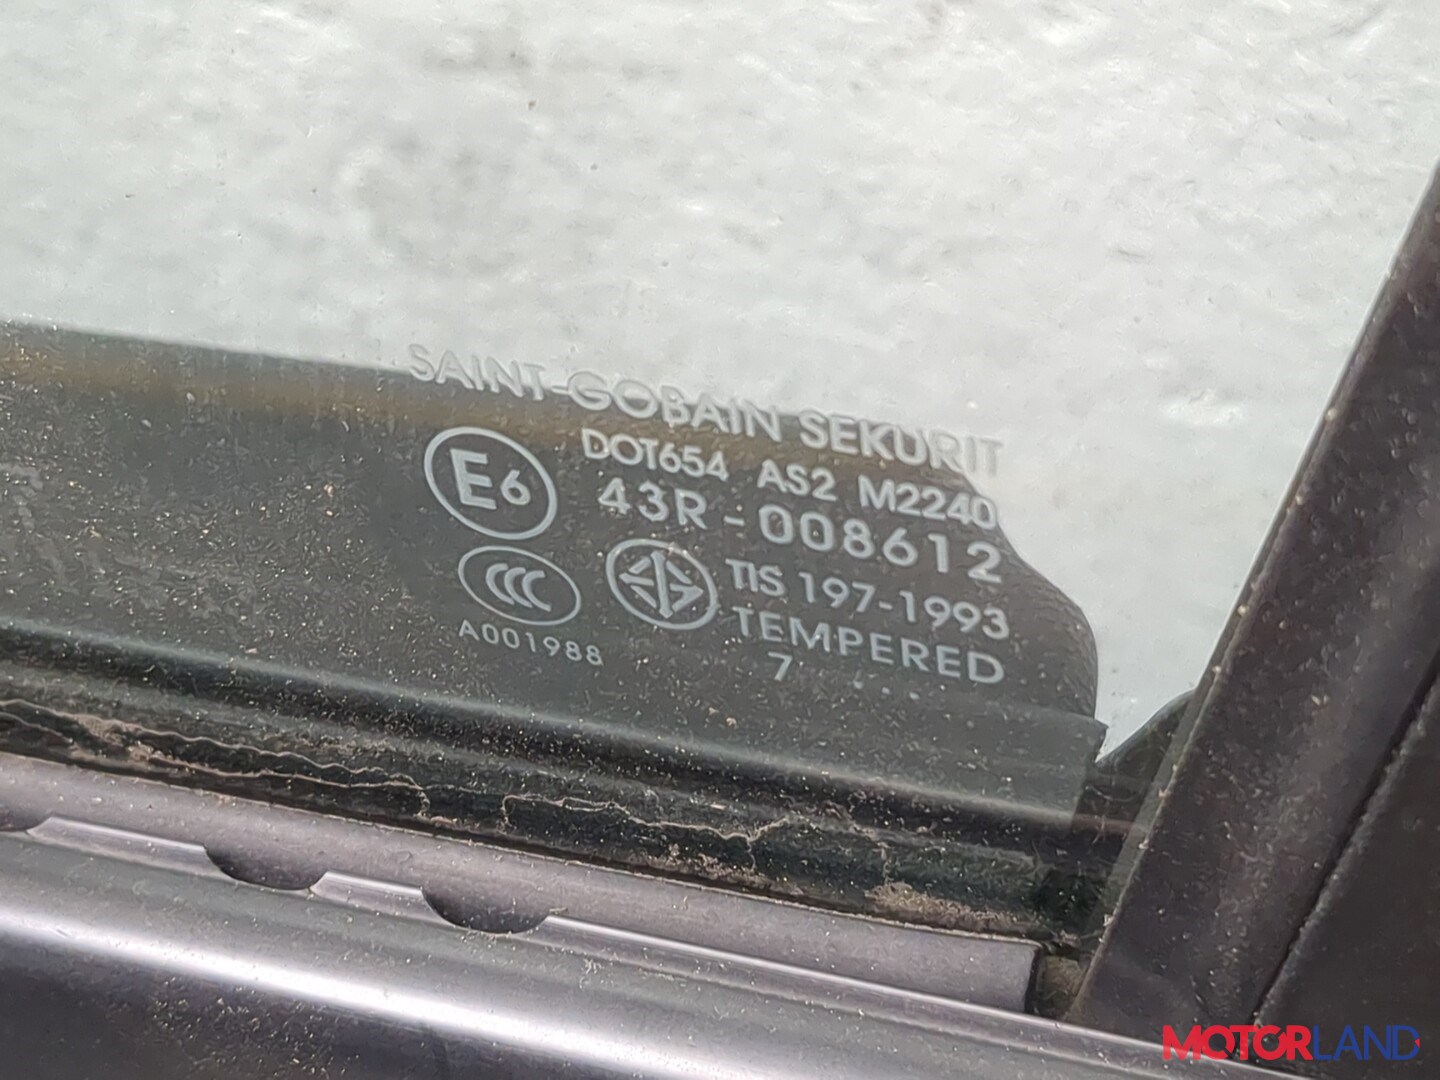 SAINT-GOBAIN SEKURIT
DOT654 AS2 M2240
E6
43R-008612
CCC
TIS 197-1993
A001988
TEMPERED
7 ...
MOTORLAND